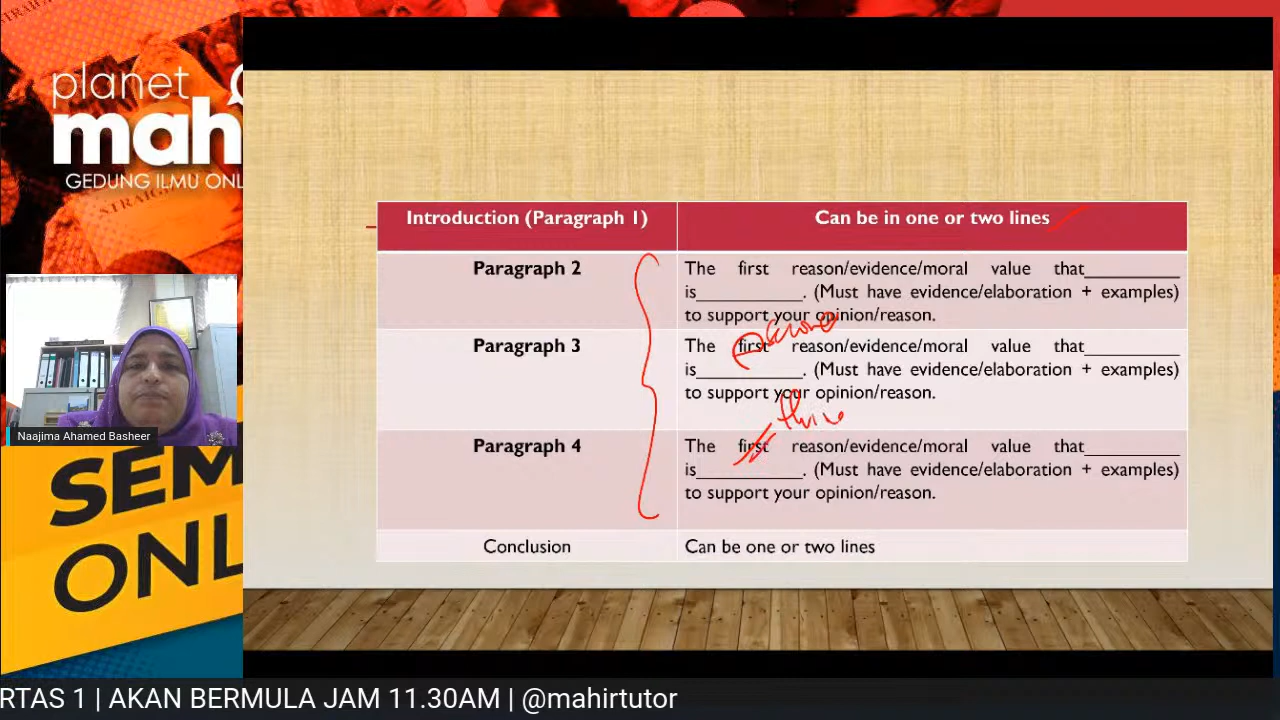 planet
mah
GEDUNG ILMU ONL
Naajima Ahamed Basheer
SEM
ONL
Introduction (Paragraph 1)
Can be in one or two lines
Paragraph 2
The first reason/evidence/moral value that__________
is___________. (Must have evidence/elaboration + examples)
to support your opinion/reason.
second
Paragraph 3
The first reason/evidence/moral value that__________
is___________. (Must have evidence/elaboration + examples)
to support your opinion/reason.
Paragraph 4
The first reason/evidence/moral value that__________
is___________. (Must have evidence/elaboration + examples)
to support your opinion/reason.
Conclusion
Can be one or two lines
RTAS 1 | AKAN BERMULA JAM 11.30AM | @mahirtutor